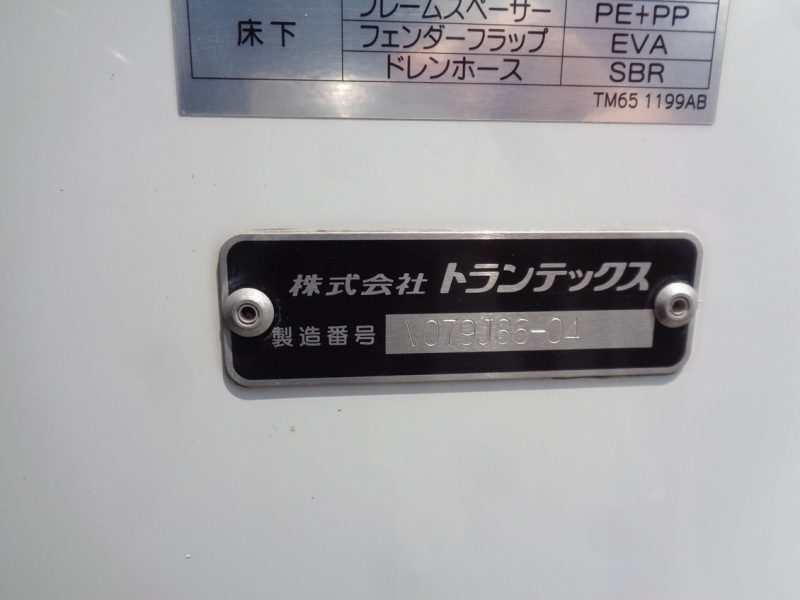 床下
フレームスペーサー PE+PP
フェンダーフラップ EVA
ドレンホース SBR
TM65 1199AB
株式会社 トランテックス
製造番号 V079J86-04